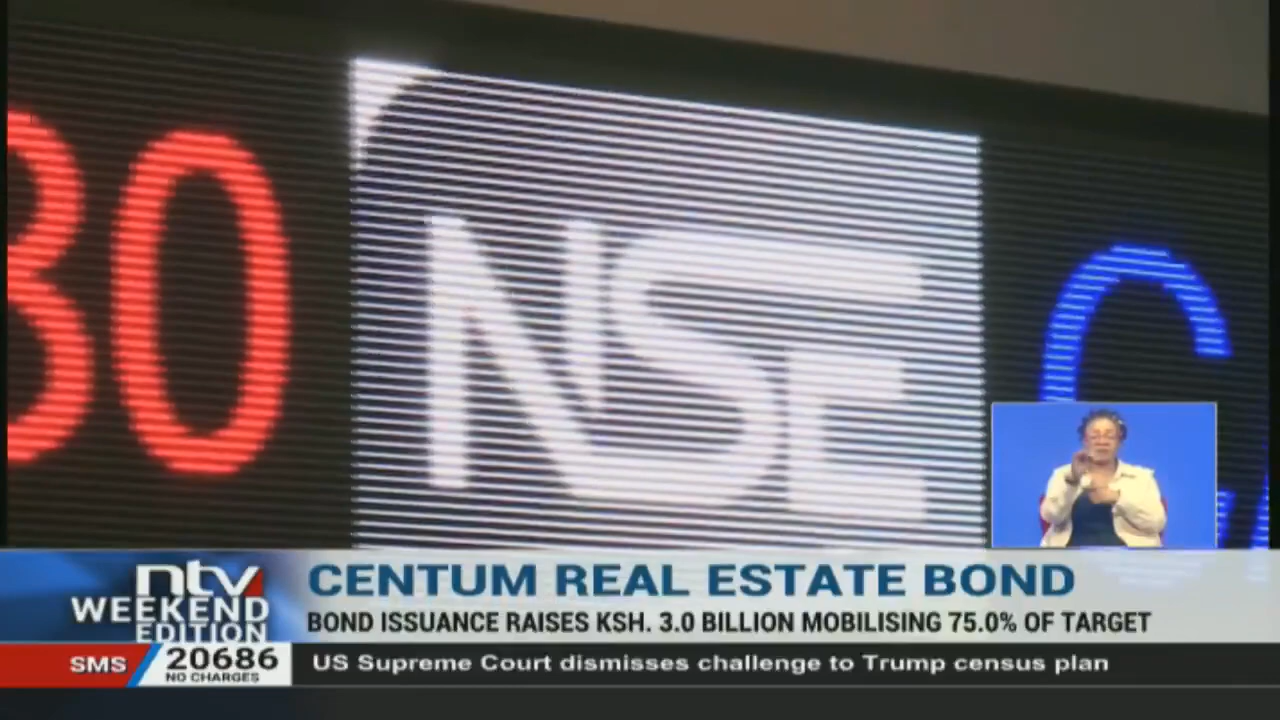 30
NSE
C
CENTUM REAL ESTATE BOND
BOND ISSUANCE RAISES KSH. 3.0 BILLION MOBILISING 75.0% OF TARGET
ntv
WEEKEND
EDITION
SMS
20686
NO CHARGES
US Supreme Court dismisses challenge to Trump census plan